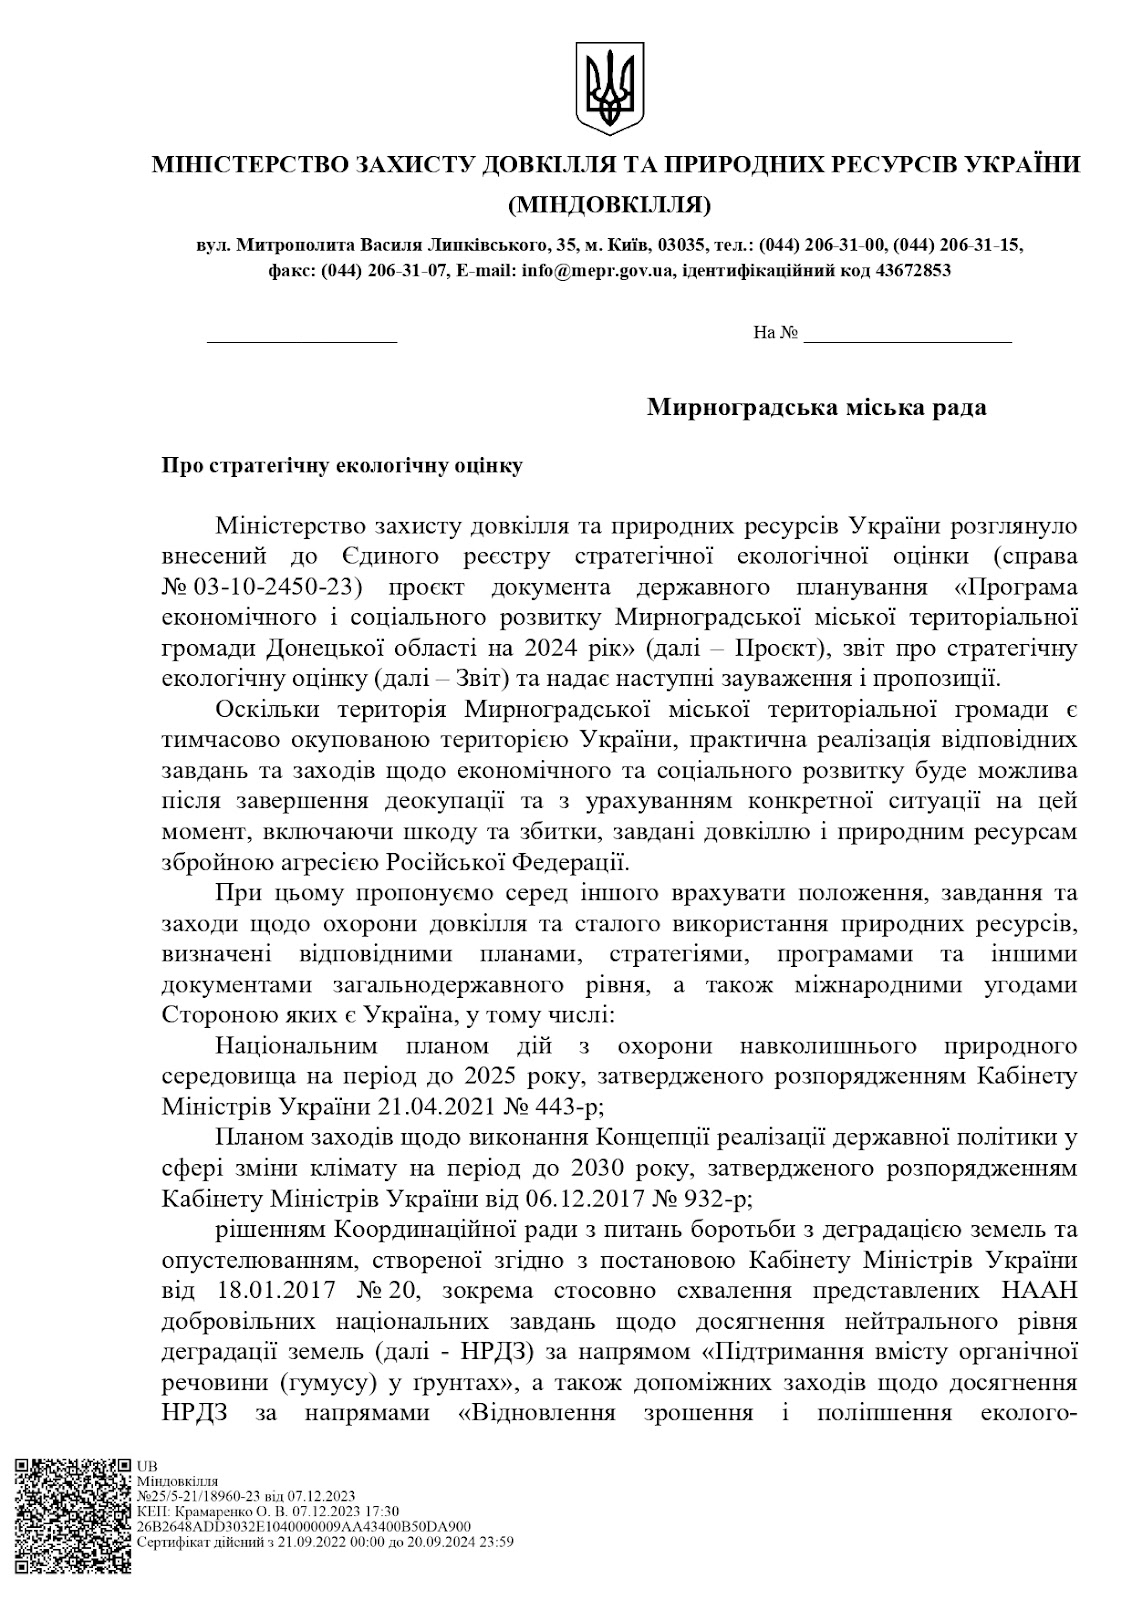 МІНІСТЕРСТВО ЗАХИСТУ ДОВКІЛЛЯ ТА ПРИРОДНИХ РЕСУРСІВ УКРАЇНИ
(МІНДОВКІЛЛЯ)
вул. Митрополита Василя Липківського, 35, м. Київ, 03035, тел.: (044) 206-31-00, (044) 206-31-15,
факс: (044) 206-31-07, E-mail: info@mepr.gov.ua, ідентифікаційний код 43672853
На №
Мирноградська міська рада
Про стратегічну екологічну оцінку
Міністерство захисту довкілля та природних ресурсів України розглянуло
внесений до Єдиного реєстру стратегічної екологічної оцінки (справа
№ 03-10-2450-23) проєкт документа державного планування «Програма
економічного і соціального розвитку Мирноградської міської територіальної
громади Донецької області на 2024 рік» (далі – Проєкт), звіт про стратегічну
екологічну оцінку (далі – Звіт) та надає наступні зауваження і пропозиції.
Оскільки територія Мирноградської міської територіальної громади є
тимчасово окупованою територією України, практична реалізація відповідних
завдань та заходів щодо економічного та соціального розвитку буде можлива
після завершення деокупації та з урахуванням конкретної ситуації на цей
момент, включаючи шкоду та збитки, завдані довкіллю і природним ресурсам
збройною агресією Російської Федерації.
При цьому пропонуємо серед іншого врахувати положення, завдання та
заходи щодо охорони довкілля та сталого використання природних ресурсів,
визначені відповідними планами, стратегіями, програмами та іншими
документами загальнодержавного рівня, а також міжнародними угодами
Стороною яких є Україна, у тому числі:
Національним планом дій з охорони навколишнього природного
середовища на період до 2025 року, затвердженого розпорядженням Кабінету
Міністрів України 21.04.2021 № 443-р;
Планом заходів щодо виконання Концепції реалізації державної політики у
сфері зміни клімату на період до 2030 року, затвердженого розпорядженням
Кабінету Міністрів України від 06.12.2017 № 932-р;
рішенням Координаційної ради з питань боротьби з деградацією земель та
опустелюванням, створеної згідно з постановою Кабінету Міністрів України
від 18.01.2017 № 20, зокрема стосовно схвалення представлених НААН
добровільних національних завдань щодо досягнення нейтрального рівня
деградації земель (далі - НРДЗ) за напрямом «Підтримання вмісту органічної
речовини (гумусу) у ґрунтах», а також допоміжних заходів щодо досягнення
НРДЗ за напрямами «Відновлення зрошення і поліпшення еколого-
UB
Міндовкілля
№25/5-21/18960-23 від 07.12.2023
КЕП: Крамаренко О. В. 07.12.2023 17:30
26B2648ADD3032E1040000009AA43400B50DA900
Сертифікат дійсний з 21.09.2022 00:00 до 20.09.2024 23:59